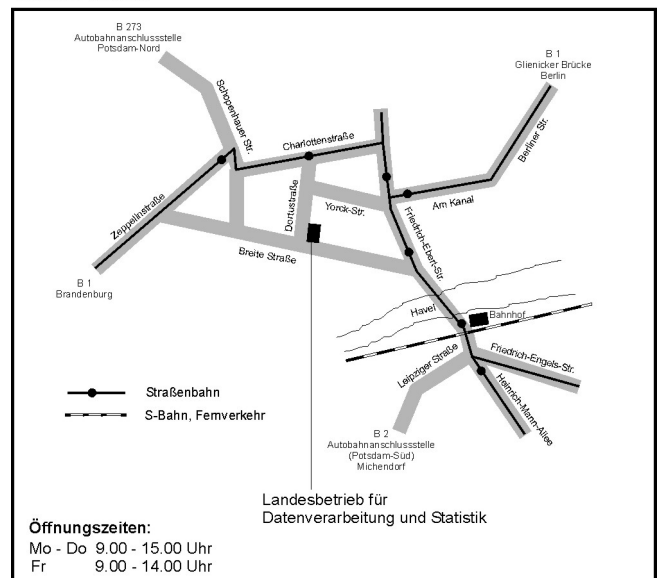 B 273
Autobahnanschlussstelle
Potsdam-Nord
B 1
Glienicker Brücke
Berlin
Schopenhauer Str.
Charlottenstraße
Berliner Str.
Zeppelinstraße
Dortustraße
Yorck-Str.
Am Kanal
Breite Straße
Friedrich-Ebert-Str.
B 1
Brandenburg
Havel
Bahnhof
Leipziger Straße
Friedrich-Engels-Str.
Heinrich-Mann-Allee
Straßenbahn
S-Bahn, Fernverkehr
B 2
Autobahnanschlussstelle
(Potsdam-Süd)
Michendorf
Landesbetrieb für
Datenverarbeitung und Statistik
Öffnungszeiten:
Mo - Do 9.00 - 15.00 Uhr
Fr 9.00 - 14.00 Uhr